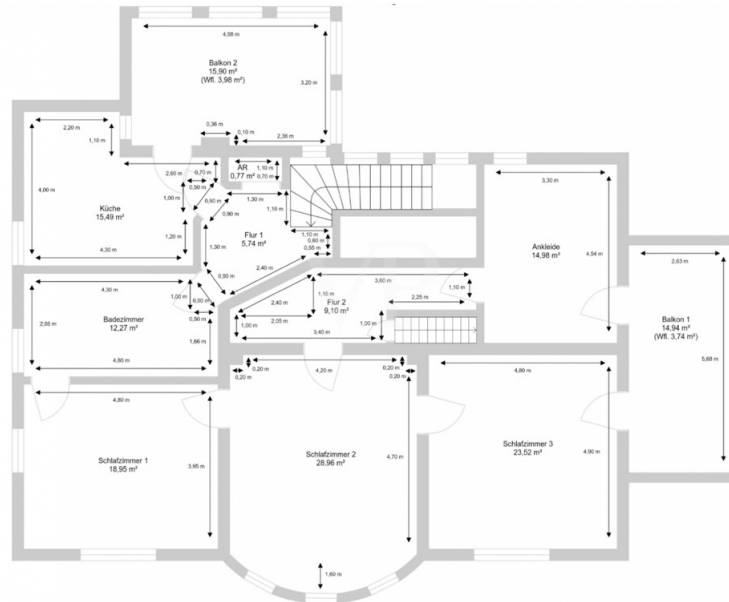 4,98 m
Balkon 2
15,90 m²
(Wfl. 3,98 m²)
3,20 m
0,36 m
0,10 m
2,36 m
2,20 m
1,10 m
2,60 m
0,70 m
0,90 m
1,00 m
4,00 m
Küche
15,49 m²
1,20 m
4,30 m
AR
0,77 m²
1,10 m
0,70 m
0,50 m
0,90 m
1,30 m
1,10 m
Flur 1
5,74 m²
1,10 m
0,60 m
0,55 m
1,30 m
0,50 m
2,40 m
3,30 m
Ankleide
14,98 m²
4,54 m
2,63 m
Balkon 1
14,94 m²
(Wfl. 3,74 m²)
5,68 m
4,30 m
1,00 m
0,50 m
0,50 m
Badezimmer
12,27 m²
1,66 m
4,80 m
3,60 m
1,10 m
2,40 m
Flur 2
9,10 m²
2,25 m
1,10 m
2,05 m
1,00 m
3,40 m
1,00 m
4,80 m
Schlafzimmer 1
18,95 m²
3,95 m
0,20 m
0,20 m
4,20 m
0,20 m
0,20 m
Schlafzimmer 2
28,96 m²
4,70 m
1,60 m
4,80 m
Schlafzimmer 3
23,52 m²
4,90 m